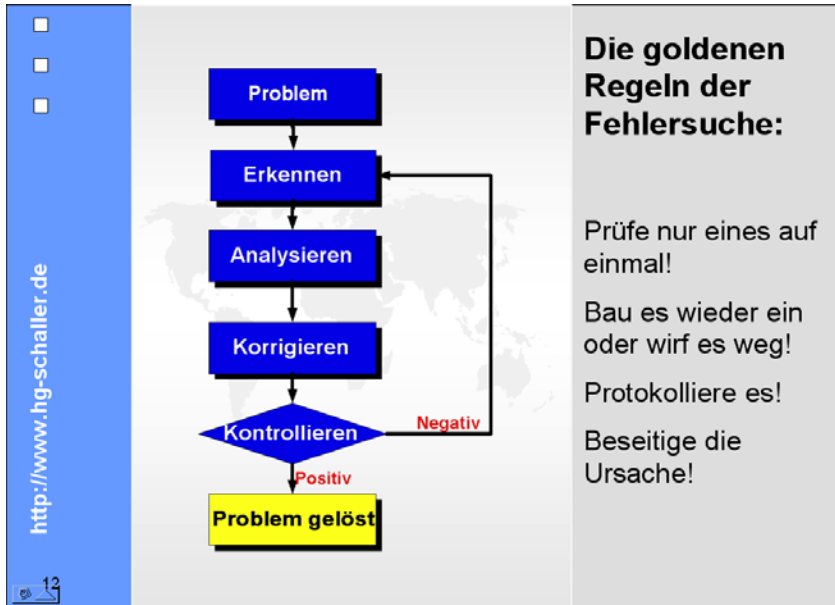 http://www.hg-schaller.de
12
Problem
Erkennen
Analysieren
Korrigieren
Kontrollieren
Negativ
Positiv
Problem gelöst
Die goldenen
Regeln der
Fehlersuche:
Prüfe nur eines auf
einmal!
Bau es wieder ein
oder wirf es weg!
Protokolliere es!
Beseitige die
Ursache!